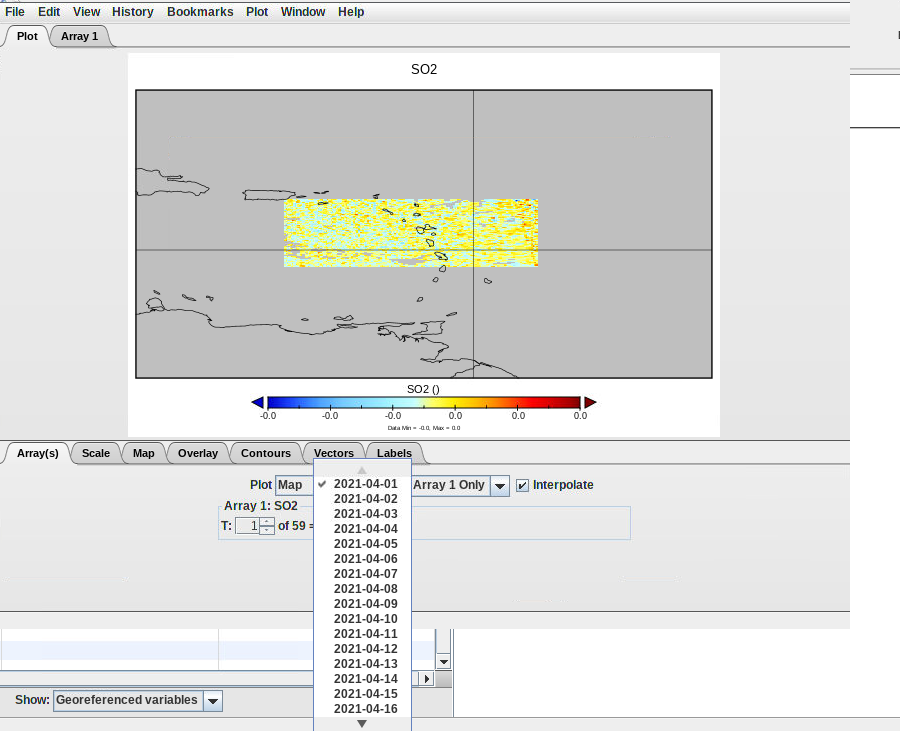 File Edit View History Bookmarks Plot Window Help
Plot Array 1
SO2
SO2 ()
-0.0 -0.0 -0.0 0.0 0.0 0.0
Data Min = -0.0, Max = 0.0
Array(s) Scale Map Overlay Contours Vectors Labels
Plot Map Array 1 Only Interpolate
Array 1: SO2
T: 1 of 59 =
2021-04-01
2021-04-02
2021-04-03
2021-04-04
2021-04-05
2021-04-06
2021-04-07
2021-04-08
2021-04-09
2021-04-10
2021-04-11
2021-04-12
2021-04-13
2021-04-14
2021-04-15
2021-04-16
Show: Georeferenced variables